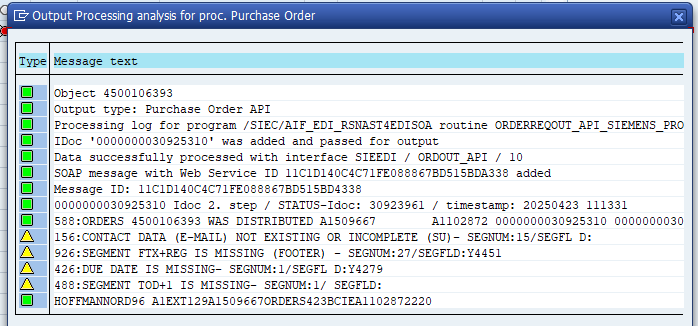 Output Processing analysis for proc. Purchase Order
Type Message text
Object 4500106393
Output type: Purchase Order API
Processing log for program /SIEC/AIF_EDI_RSNAST4EDISOA routine ORDERREQOUT_API_SIEMENS_PRO
IDoc '0000000030925310' was added and passed for output
Data successfully processed with interface SIEEDI / ORDOUT_API / 10
SOAP message with Web Service ID 11C1D140C4C71FE088867BD515BDA338 added
Message ID: 11C1D140C4C71FE088867BD515BD4338
0000000030925310 Idoc 2. step / STATUS-Idoc: 30923961 / timestamp: 20250423 111331
588:ORDERS 4500106393 WAS DISTRIBUTED A1509667 A1102872 0000000030925310 0000000030
156:CONTACT DATA (E-MAIL) NOT EXISTING OR INCOMPLETE (SU)- SEGNUM:15/SEGFL D:
926:SEGMENT FTX+REG IS MISSING (FOOTER) - SEGNUM:27/SEGFLD:Y4451
426:DUE DATE IS MISSING- SEGNUM:1/SEGFL D:Y4279
488:SEGMENT TOD+1 IS MISSING- SEGNUM:1/ SEGFLD:
HOFFMANNORD96 A1EXT129A1509667ORDERS423BCIEA1102872220